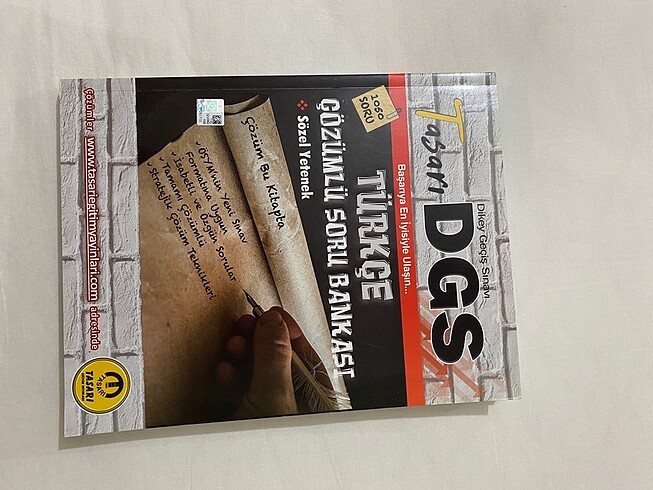 Tasarı
Dikey Geçiş Sınavı
DGS
Başarıya En İyisiyle Ulaşın...
1060
SORU
TÜRKÇE
ÇÖZÜMLÜ SORU BANKASI
❖ Sözel Yetenek
Çözüm Bu Kitapta
✓ ÖSYM'nin Yeni Sınav
Formatına Uygun
✓ İsabetli ve Özgün Sorular
✓ Tamamı Çözümlü
✓ Stratejik Çözüm Teknikleri
Çözümler www.tasariegitimyayinlari.com adresinde
TASARI
TASARI